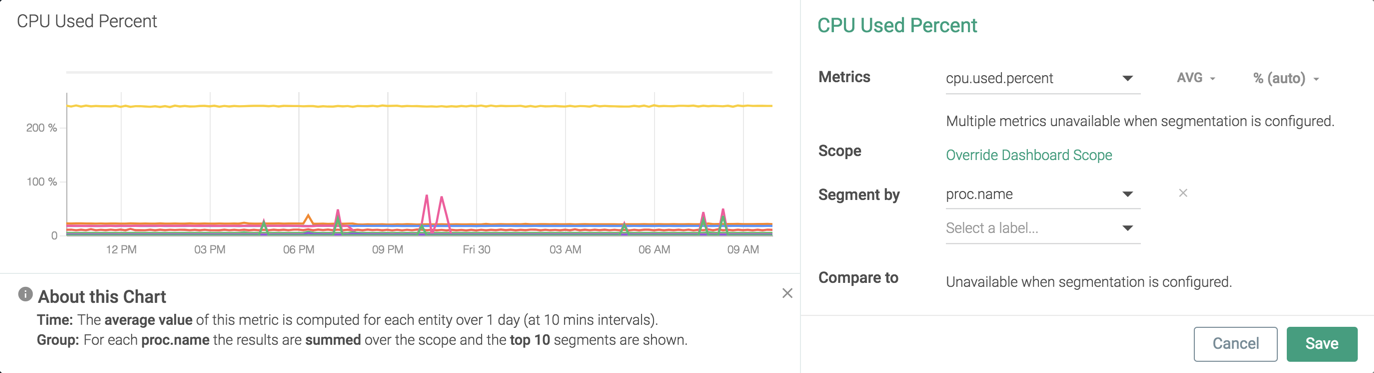 CPU Used Percent
200 %
100 %
0
12 PM 03 PM 06 PM 09 PM Fri 30 03 AM 06 AM 09 AM
About this Chart
Time: The average value of this metric is computed for each entity over 1 day (at 10 mins intervals).
Group: For each proc.name the results are summed over the scope and the top 10 segments are shown.
CPU Used Percent
Metrics cpu.used.percent AVG % (auto)
Multiple metrics unavailable when segmentation is configured.
Scope Override Dashboard Scope
Segment by proc.name
Select a label...
Compare to Unavailable when segmentation is configured.
Cancel Save